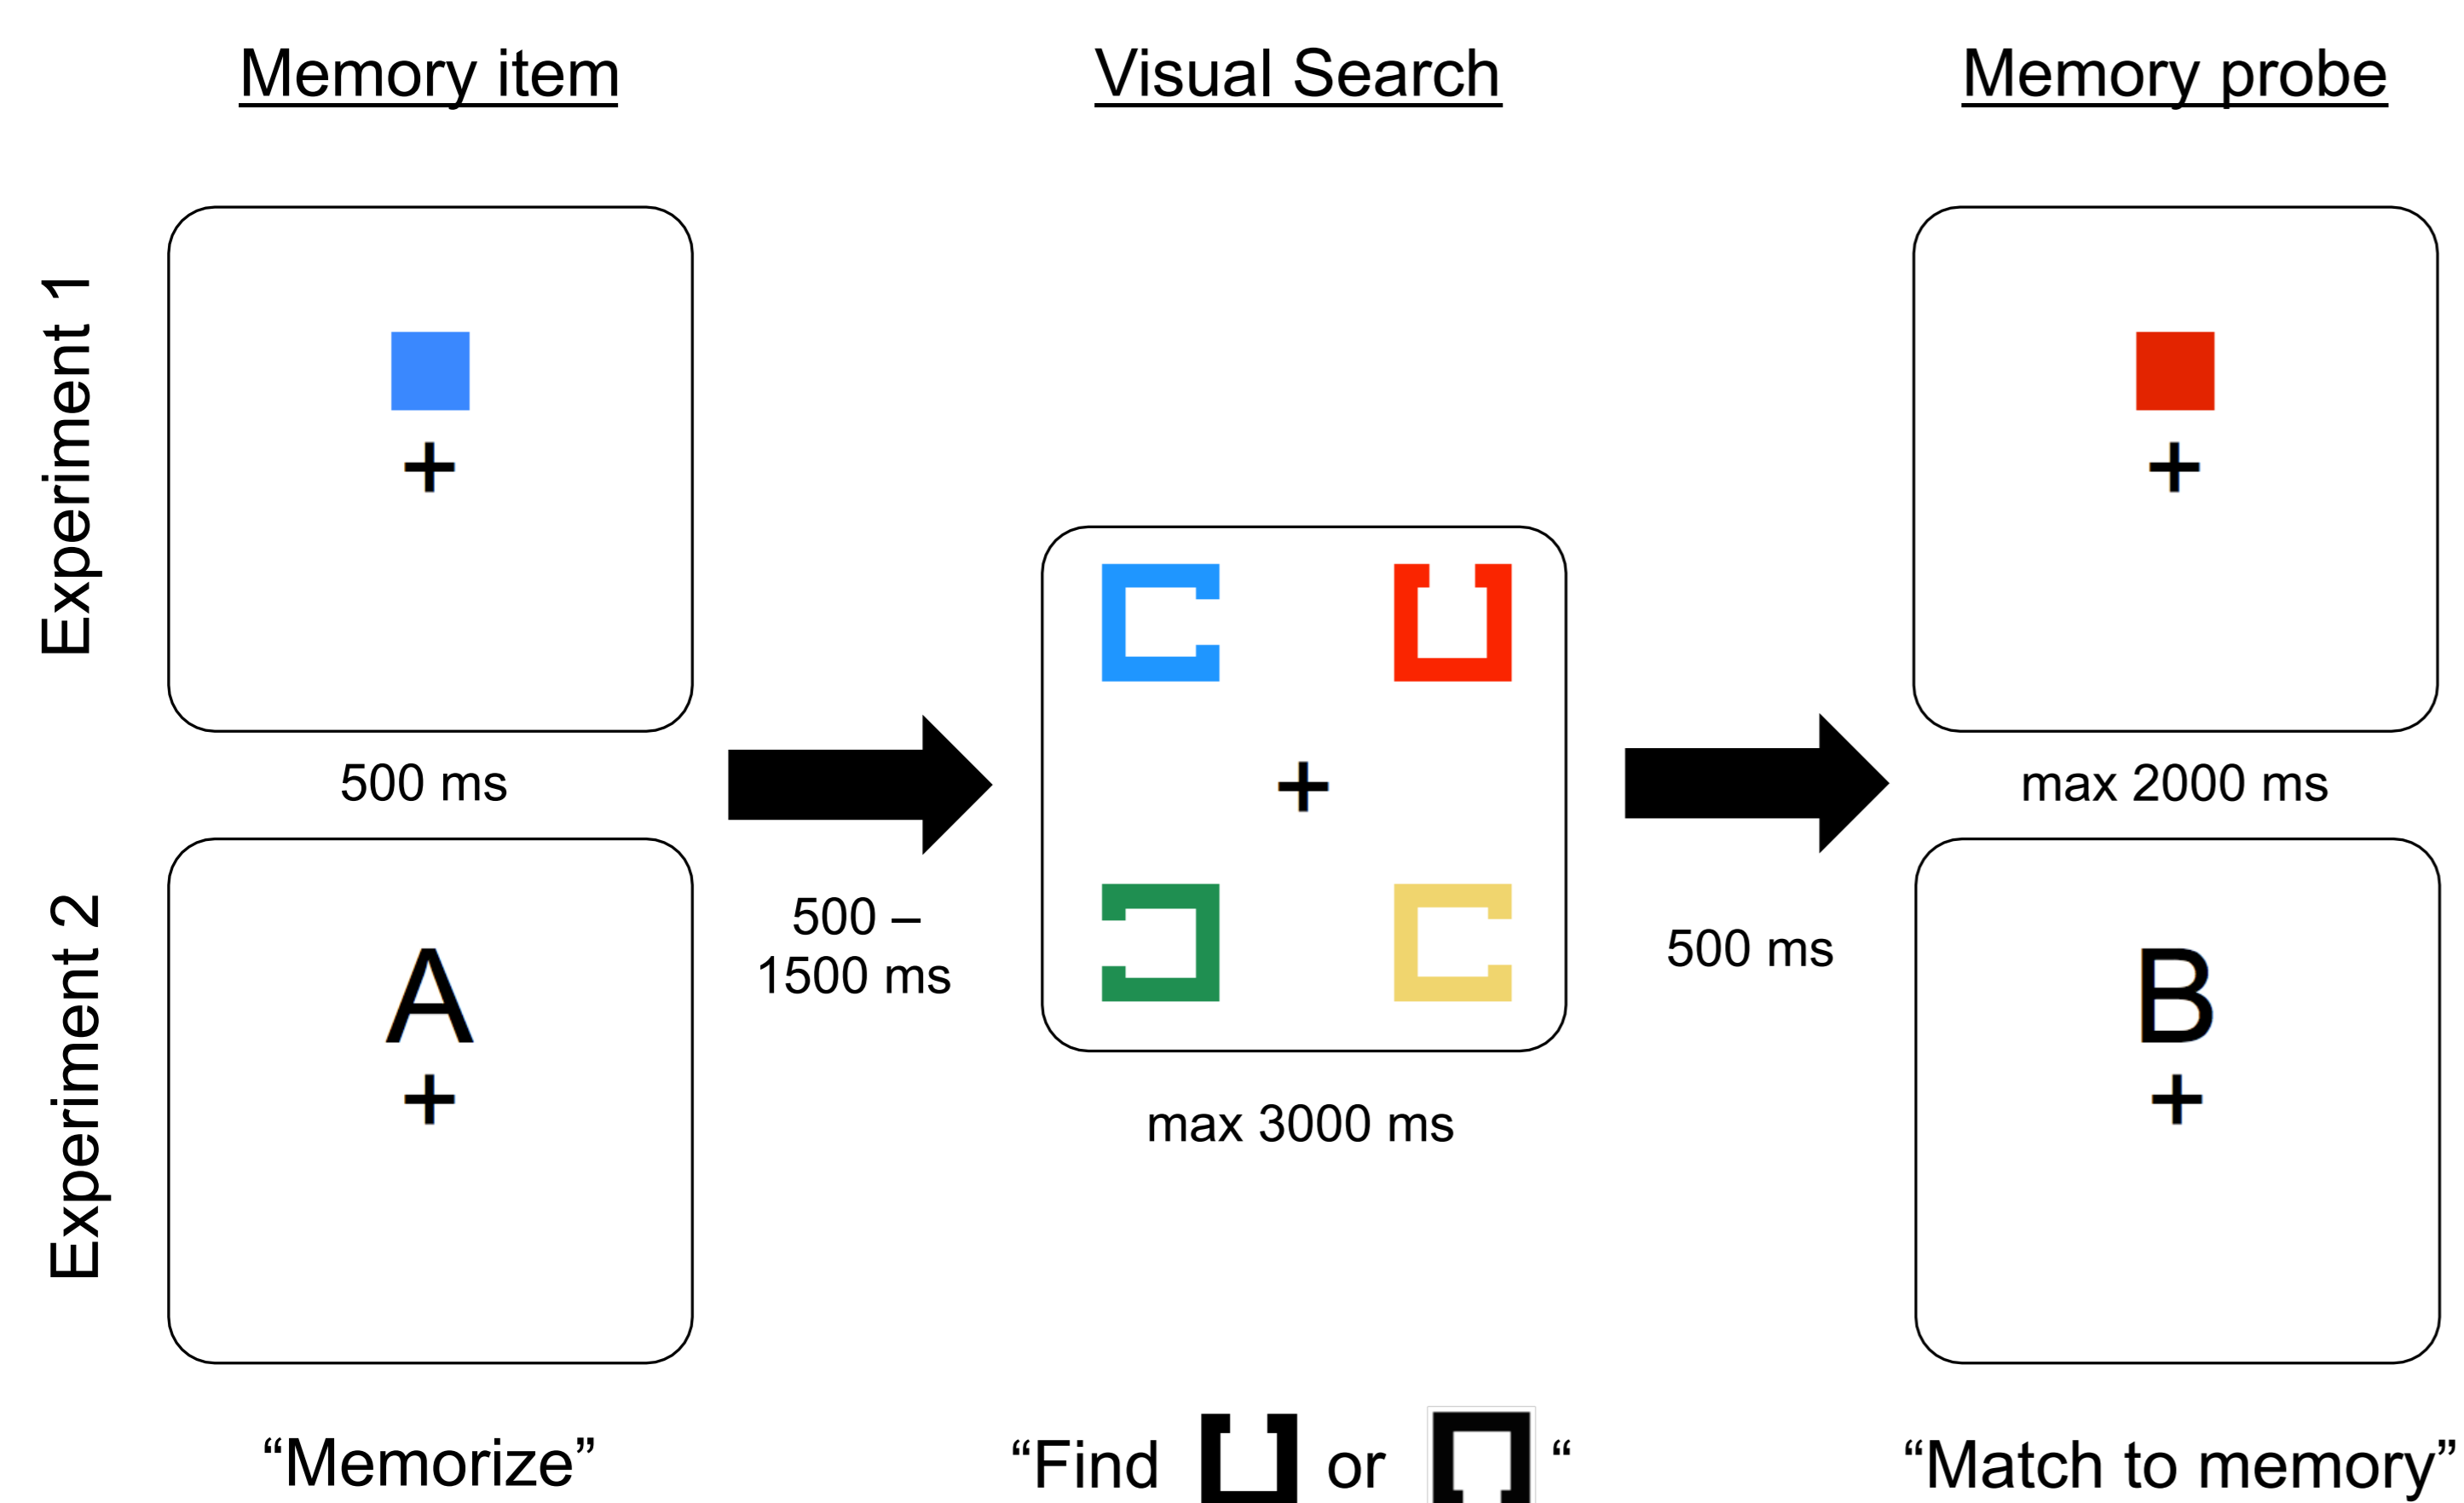 Memory item
Visual Search
Memory probe
Experiment 1
500 ms
max 2000 ms
Experiment 2
A
500 –
1500 ms
max 3000 ms
500 ms
B
“Memorize”
“Find or “
“Match to memory”